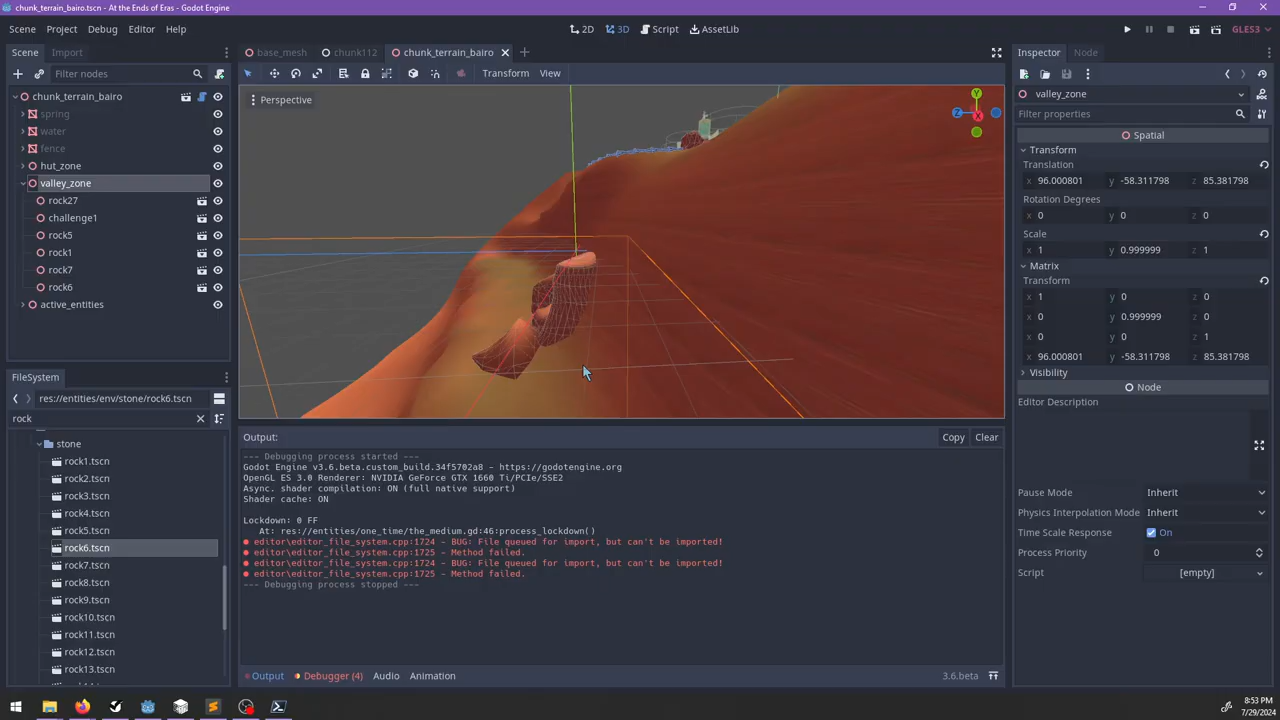 chunk_terrain_bairo.tscn - At the Ends of Eras - Godot Engine
Scene Project Debug Editor Help
2D 3D Script AssetLib
GLES3
Scene Import
base_mesh chunk112 chunk_terrain_bairo
Inspector Node
Filter nodes
Transform View
chunk_terrain_bairo
spring
water
fence
hut_zone
valley_zone
rock27
challenge1
rock5
rock1
rock7
rock6
active_entities
Perspective
Y
Z
X
valley_zone
Filter properties
Spatial
Transform
Translation
x 96.000801 y -58.311798 z 85.381798
Rotation Degrees
x 0 y 0 z 0
Scale
x 1 y 0.999999 z 1
Matrix
Transform
x 1 y 0 z 0
x 0 y 0.999999 z 0
x 0 y 0 z 1
x 96.000801 y -58.311798 z 85.381798
Visibility
Node
Editor Description
Pause Mode Inherit
Physics Interpolation Mode Inherit
Time Scale Response On
Process Priority 0
Script [empty]
FileSystem
res://entities/env/stone/rock6.tscn
rock
stone
rock1.tscn
rock2.tscn
rock3.tscn
rock4.tscn
rock5.tscn
rock6.tscn
rock7.tscn
rock8.tscn
rock9.tscn
rock10.tscn
rock11.tscn
rock12.tscn
rock13.tscn
Output: Copy Clear
--- Debugging process started ---
Godot Engine v3.6.beta.custom_build.34f5702a8 - https://godotengine.org
OpenGL ES 3.0 Renderer: NVIDIA GeForce GTX 1660 Ti/PCIe/SSE2
Async. shader compilation: ON (full native support)
Shader cache: ON
Lockdown: 0 FF
At: res://entities/one_time/the_medium.gd:46:process_lockdown()
editor\editor_file_system.cpp:1724 - BUG: File queued for import, but can't be imported!
editor\editor_file_system.cpp:1725 - Method failed.
editor\editor_file_system.cpp:1724 - BUG: File queued for import, but can't be imported!
editor\editor_file_system.cpp:1725 - Method failed.
--- Debugging process stopped ---
Output Debugger (4) Audio Animation
3.6.beta
8:53 PM
7/29/2024